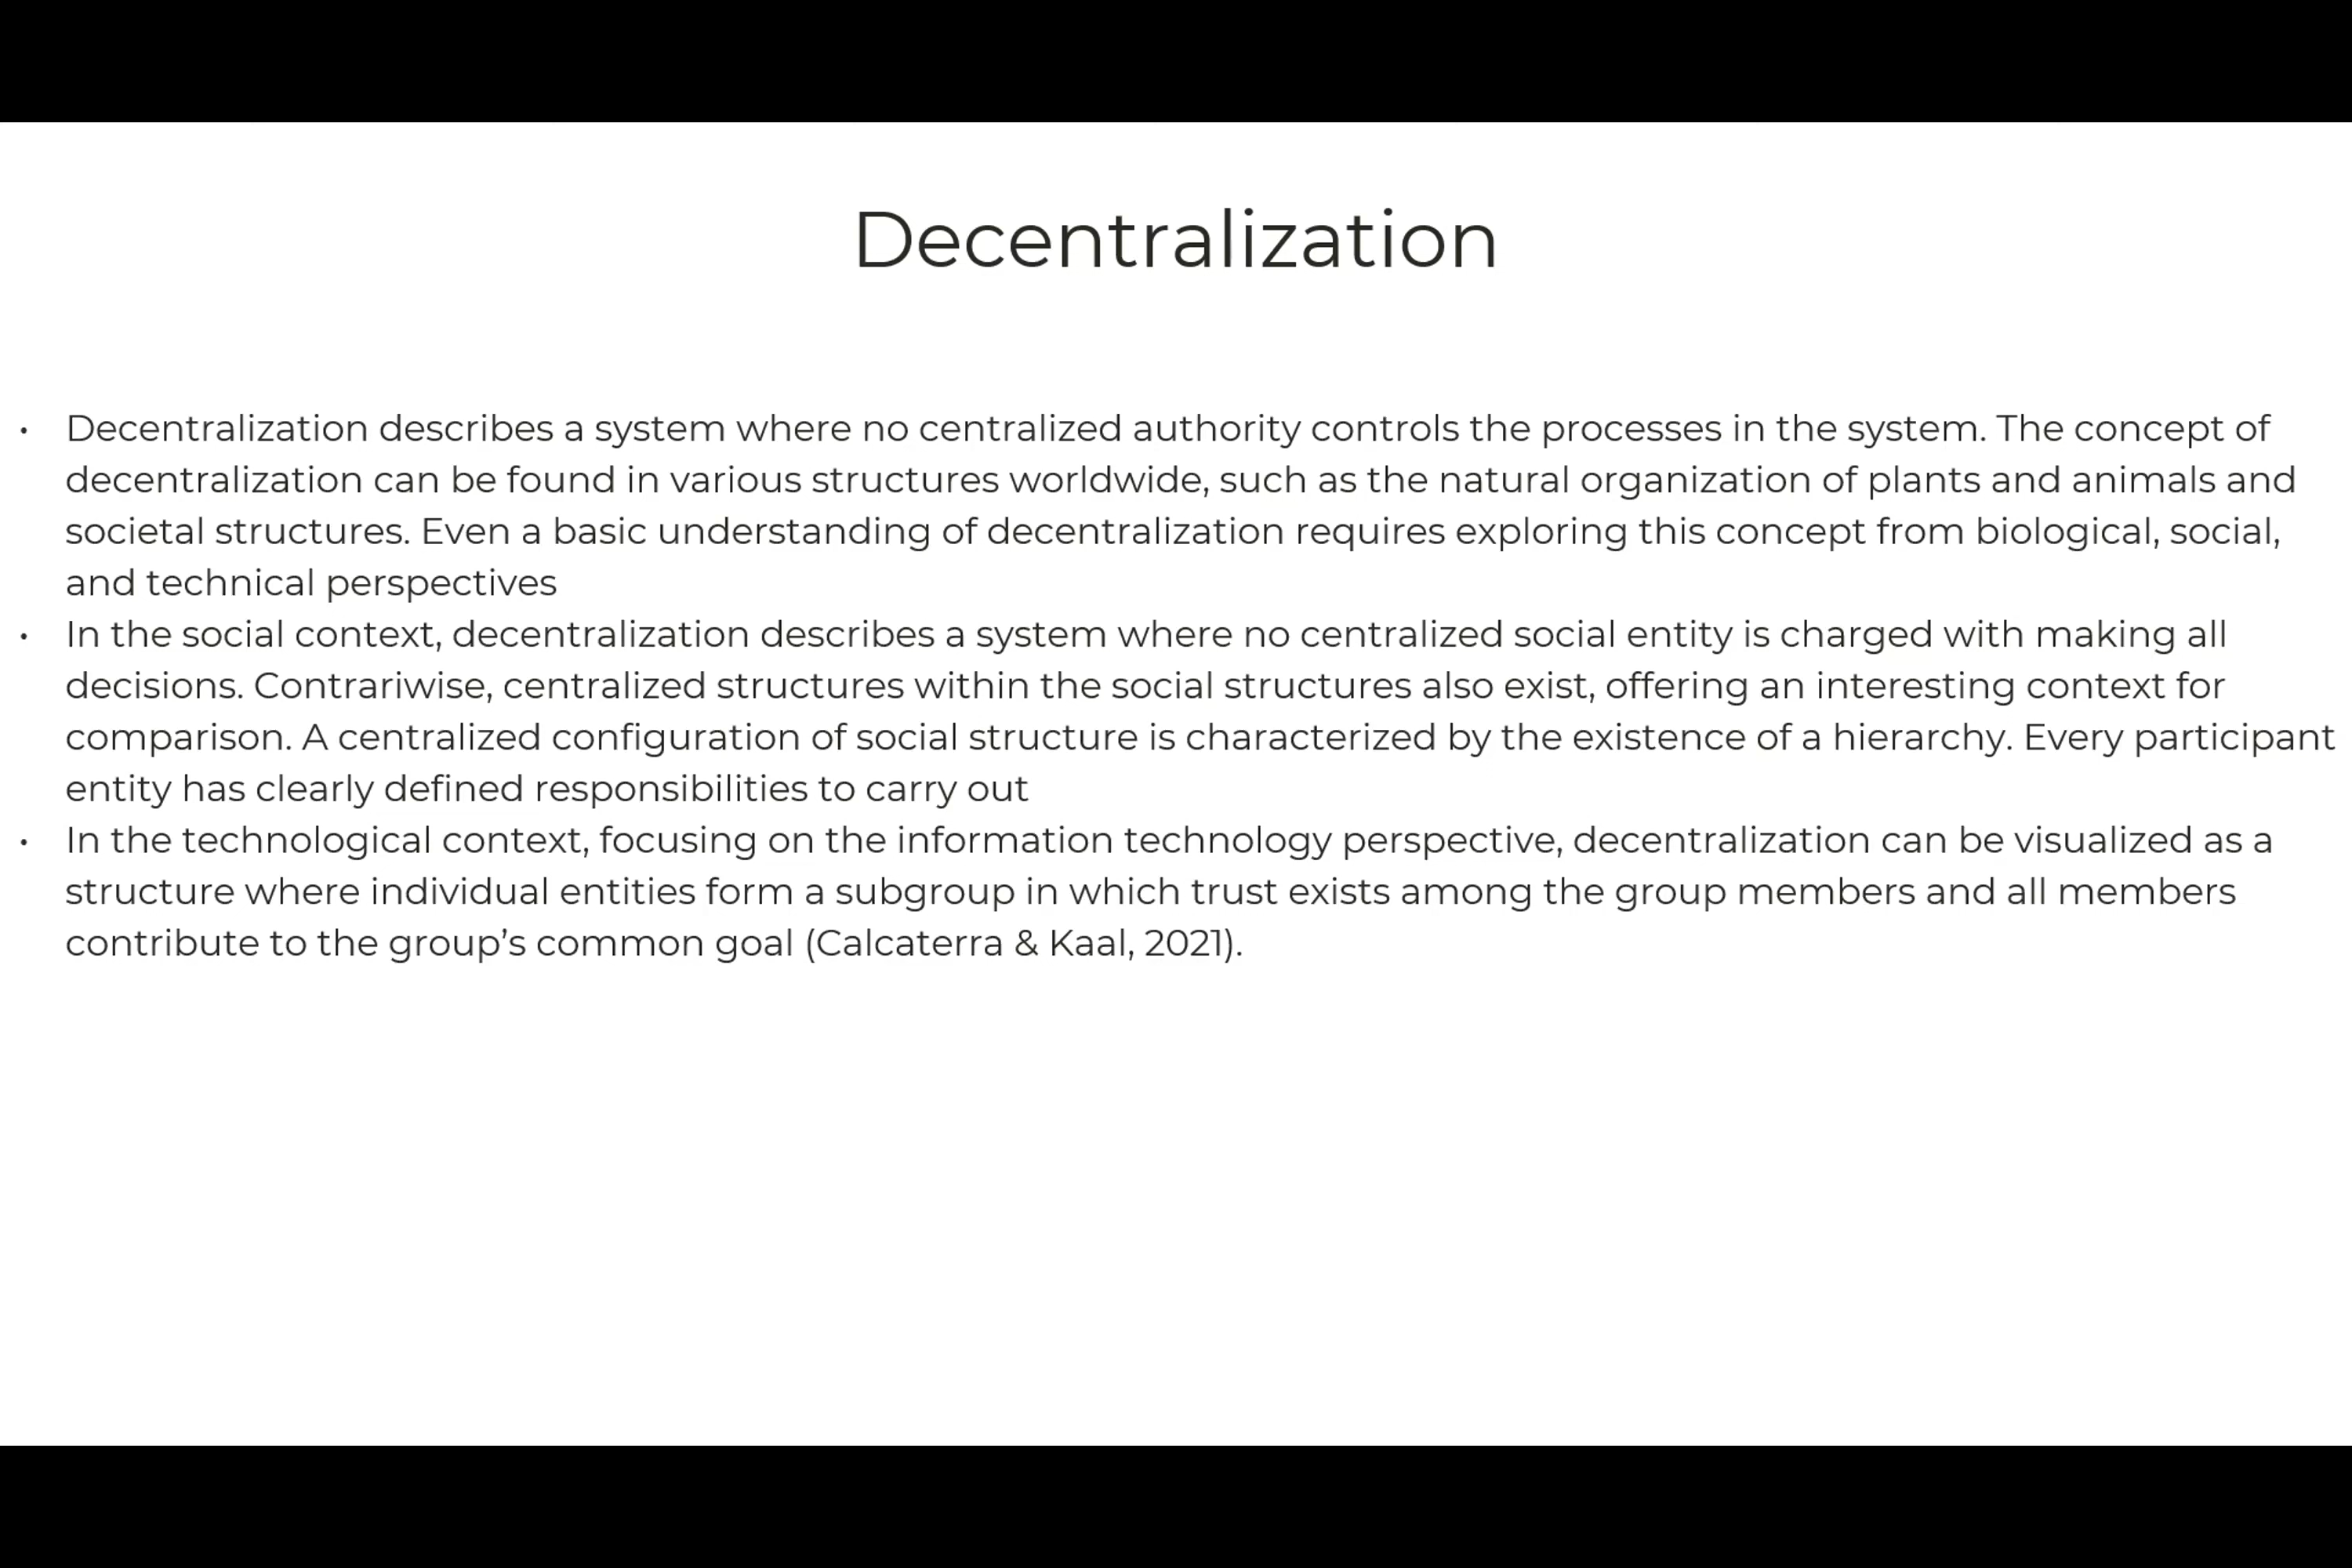 Decentralization
• Decentralization describes a system where no centralized authority controls the processes in the system. The concept of
decentralization can be found in various structures worldwide, such as the natural organization of plants and animals and
societal structures. Even a basic understanding of decentralization requires exploring this concept from biological, social,
and technical perspectives
• In the social context, decentralization describes a system where no centralized social entity is charged with making all
decisions. Contrariwise, centralized structures within the social structures also exist, offering an interesting context for
comparison. A centralized configuration of social structure is characterized by the existence of a hierarchy. Every participant
entity has clearly defined responsibilities to carry out
• In the technological context, focusing on the information technology perspective, decentralization can be visualized as a
structure where individual entities form a subgroup in which trust exists among the group members and all members
contribute to the group’s common goal (Calcaterra & Kaal, 2021).